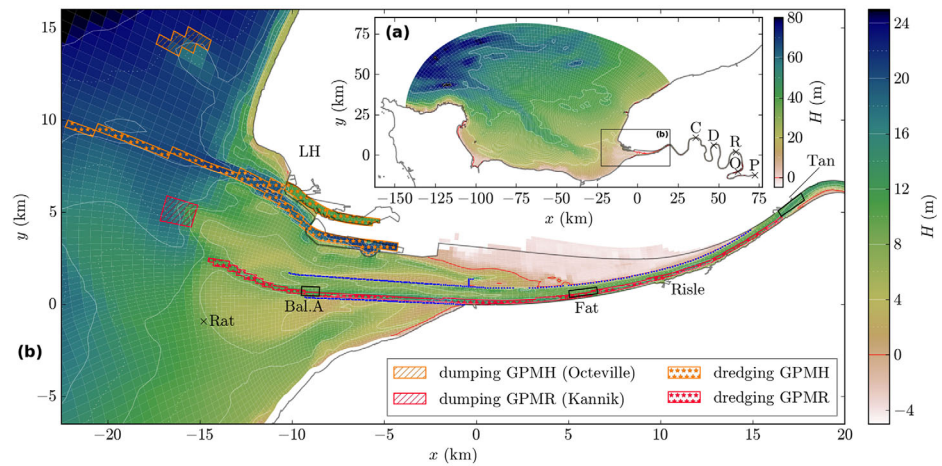 (a)
80
60
40
20
0
H (m)
75
50
25
0
y (km)
(b)
C
D
R
O
P
−150
−125
−100
−75
−50
−25
0
25
50
75
x (km)
15
10
5
0
−5
y (km)
LH
Tan
Risle
Fat
Bal.A
×Rat
(b)
dumping GPMH (Octeville)
dredging GPMH
dumping GPMR (Kannik)
dredging GPMR
−20
−15
−10
−5
0
5
10
15
20
x (km)
24
20
16
12
8
4
0
−4
H (m)